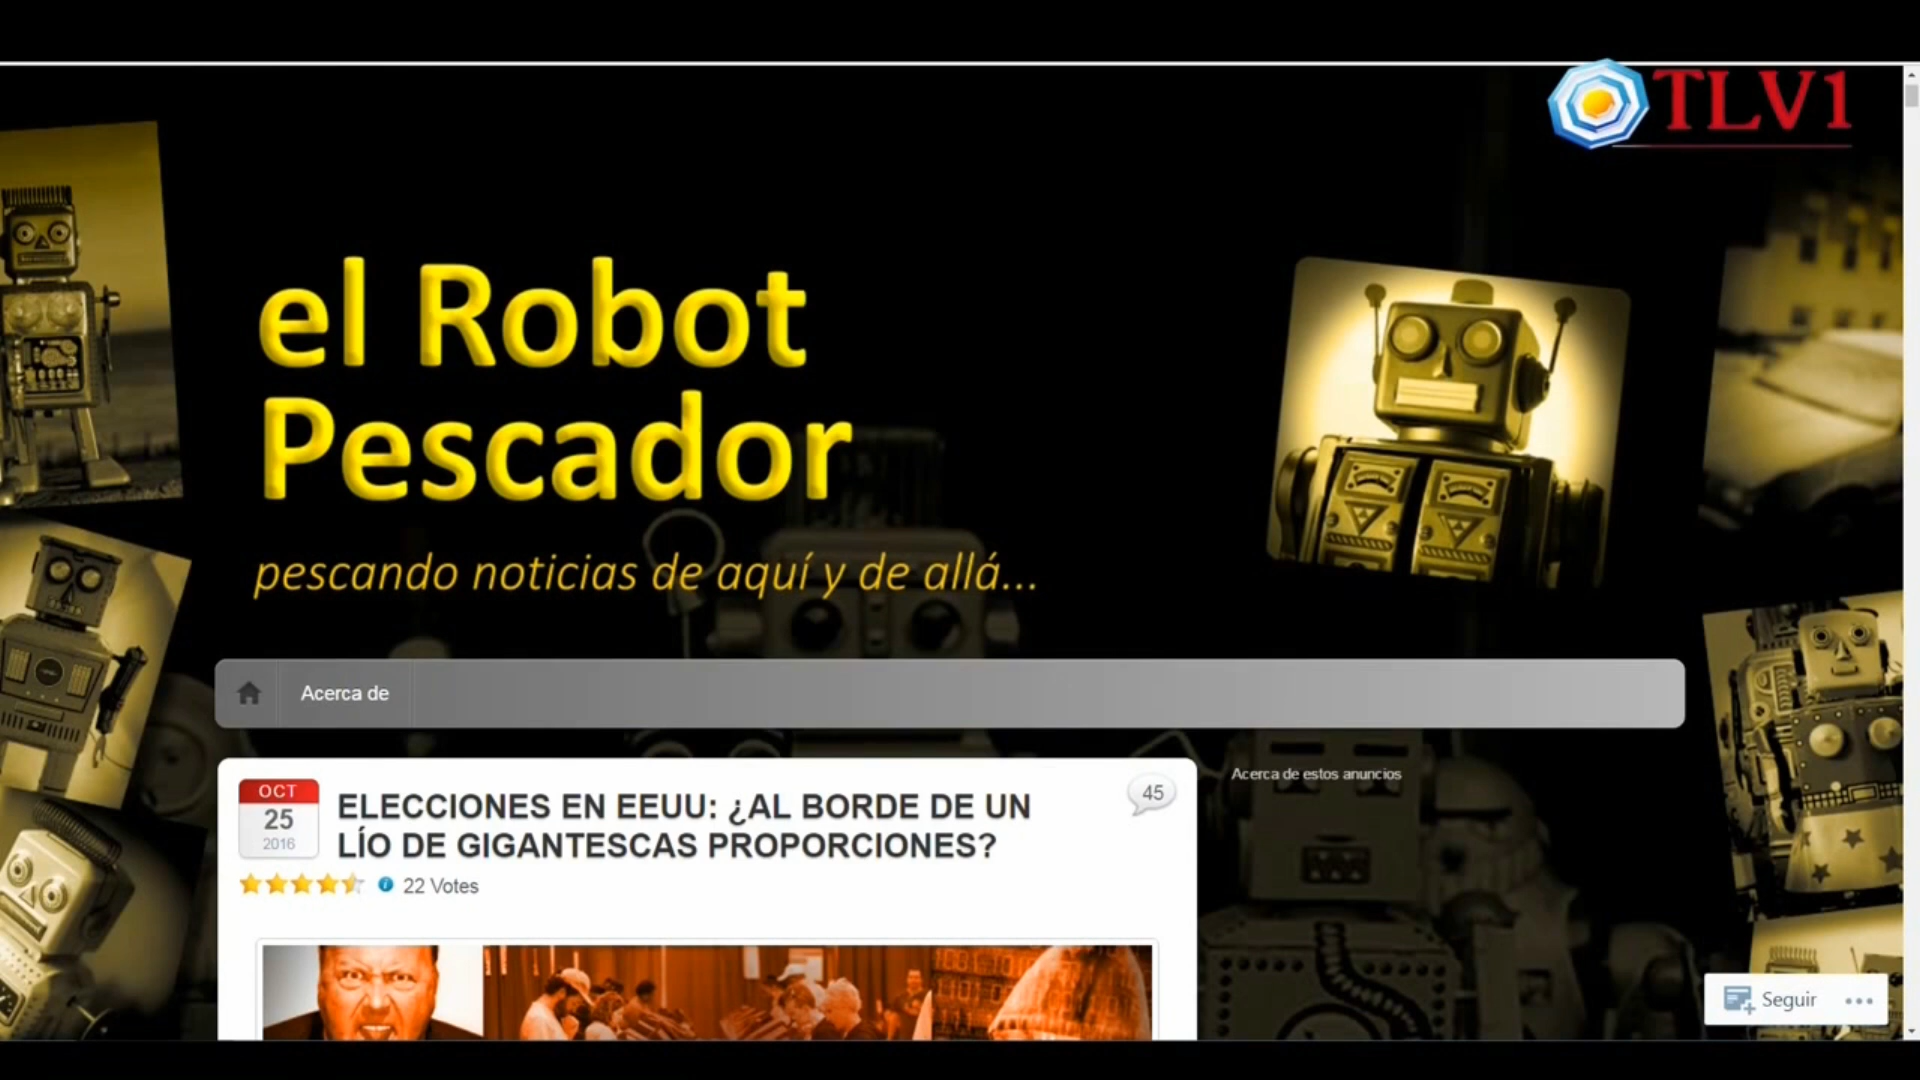 TLV1
el Robot
Pescador
pescando noticias de aquí y de allá...
Acerca de
OCT
25
2016
ELECCIONES EN EEUU: ¿AL BORDE DE UN
LÍO DE GIGANTESCAS PROPORCIONES?
45
22 Votes
Acerca de estos anuncios
Seguir